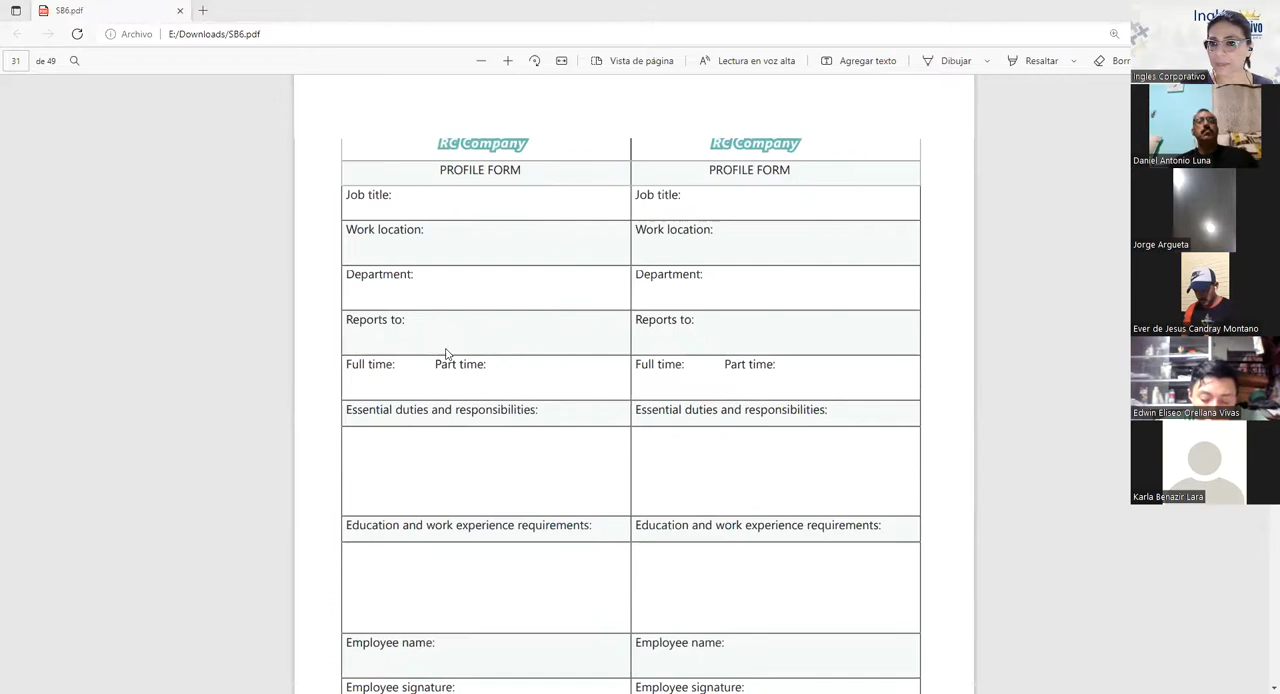 SB6.pdf
Archivo E:/Downloads/SB6.pdf
31 de 49 Vista de página Lectura en voz alta Agregar texto Dibujar Resaltar Borr
RC Company RC Company
PROFILE FORM PROFILE FORM
Job title: Job title:
Work location: Work location:
Department: Department:
Reports to: Reports to:
Full time: Part time: Full time: Part time:
Essential duties and responsibilities: Essential duties and responsibilities:
Education and work experience requirements: Education and work experience requirements:
Employee name: Employee name:
Employee signature: Employee signature:
Ingles Corporativo
Daniel Antonio Luna
Jorge Argueta
Ever de Jesus Candray Montano
Edwin Eliseo Orellana Vivas
Karla Benazir Lara